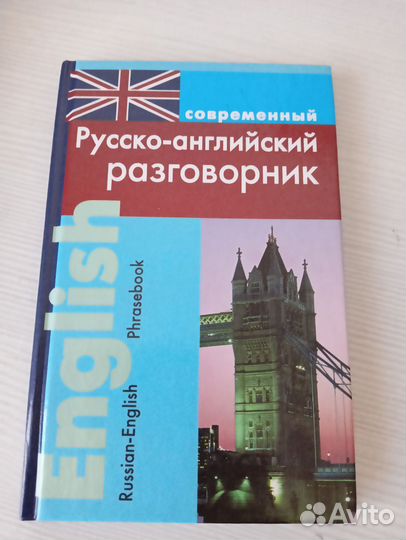 современный
Русско-английский
разговорник
English
Russian-English
Phrasebook
Avito